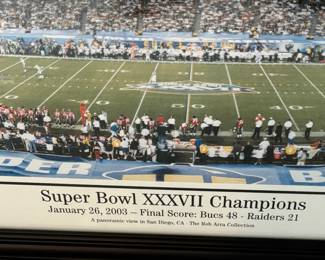 50
Super Bowl XXXVII Champions
January 26, 2003 — Final Score: Bucs 48 - Raiders 21
A panoramic view in San Diego, CA - The Rob Arra Collection